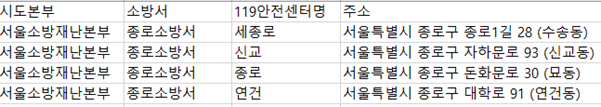 시도본부 소방서 119안전센터명 주소
서울소방재난본부 종로소방서 세종로 서울특별시 종로구 종로1길 28 (수송동)
서울소방재난본부 종로소방서 신교 서울특별시 종로구 자하문로 93 (신교동)
서울소방재난본부 종로소방서 종로 서울특별시 종로구 돈화문로 30 (묘동)
서울소방재난본부 종로소방서 연건 서울특별시 종로구 대학로 91 (연건동)